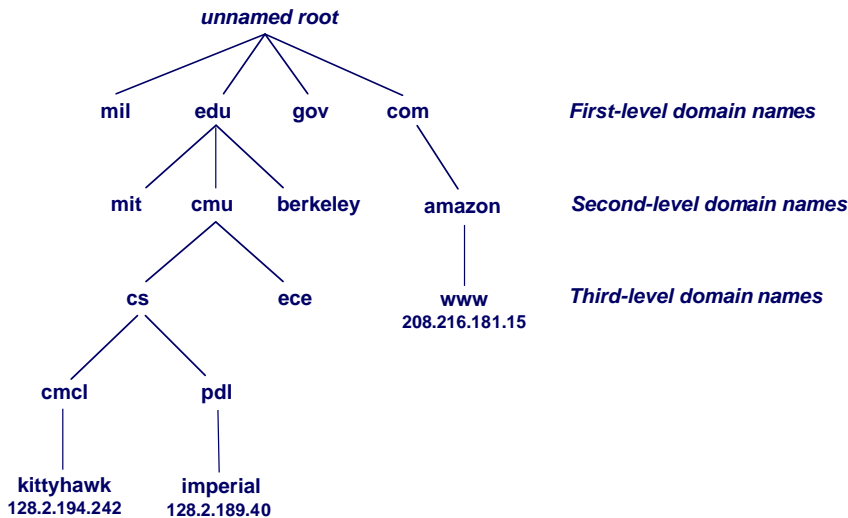 unnamed root
mil edu gov com First-level domain names
mit cmu berkeley amazon Second-level domain names
cs ece www Third-level domain names
208.216.181.15
cmcl pdl
kittyhawk imperial
128.2.194.242 128.2.189.40